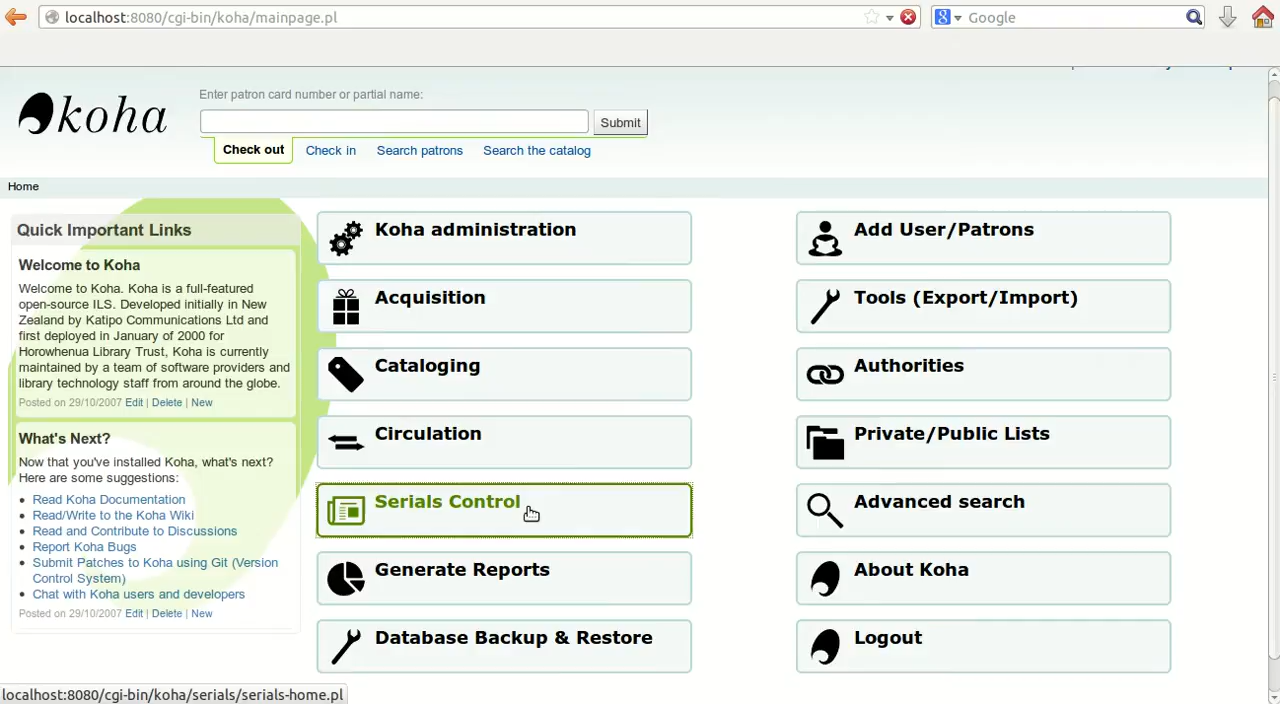 localhost:8080/cgi-bin/koha/mainpage.pl
Google
koha
Enter patron card number or partial name:
Submit
Check out
Check in
Search patrons
Search the catalog
Home
Quick Important Links
Welcome to Koha
Welcome to Koha. Koha is a full-featured
open-source ILS. Developed initially in New
Zealand by Katipo Communications Ltd and
first deployed in January of 2000 for
Horowhenua Library Trust, Koha is currently
maintained by a team of software providers and
library technology staff from around the globe.
Posted on 29/10/2007 Edit | Delete | New
What's Next?
Now that you've installed Koha, what's next?
Here are some suggestions:
Read Koha Documentation
Read/Write to the Koha Wiki
Read and Contribute to Discussions
Report Koha Bugs
Submit Patches to Koha using Git (Version
Control System)
Chat with Koha users and developers
Posted on 29/10/2007 Edit | Delete | New
Koha administration
Acquisition
Cataloging
Circulation
Serials Control
Generate Reports
Database Backup & Restore
Add User/Patrons
Tools (Export/Import)
Authorities
Private/Public Lists
Advanced search
About Koha
Logout
localhost:8080/cgi-bin/koha/serials/serials-home.pl